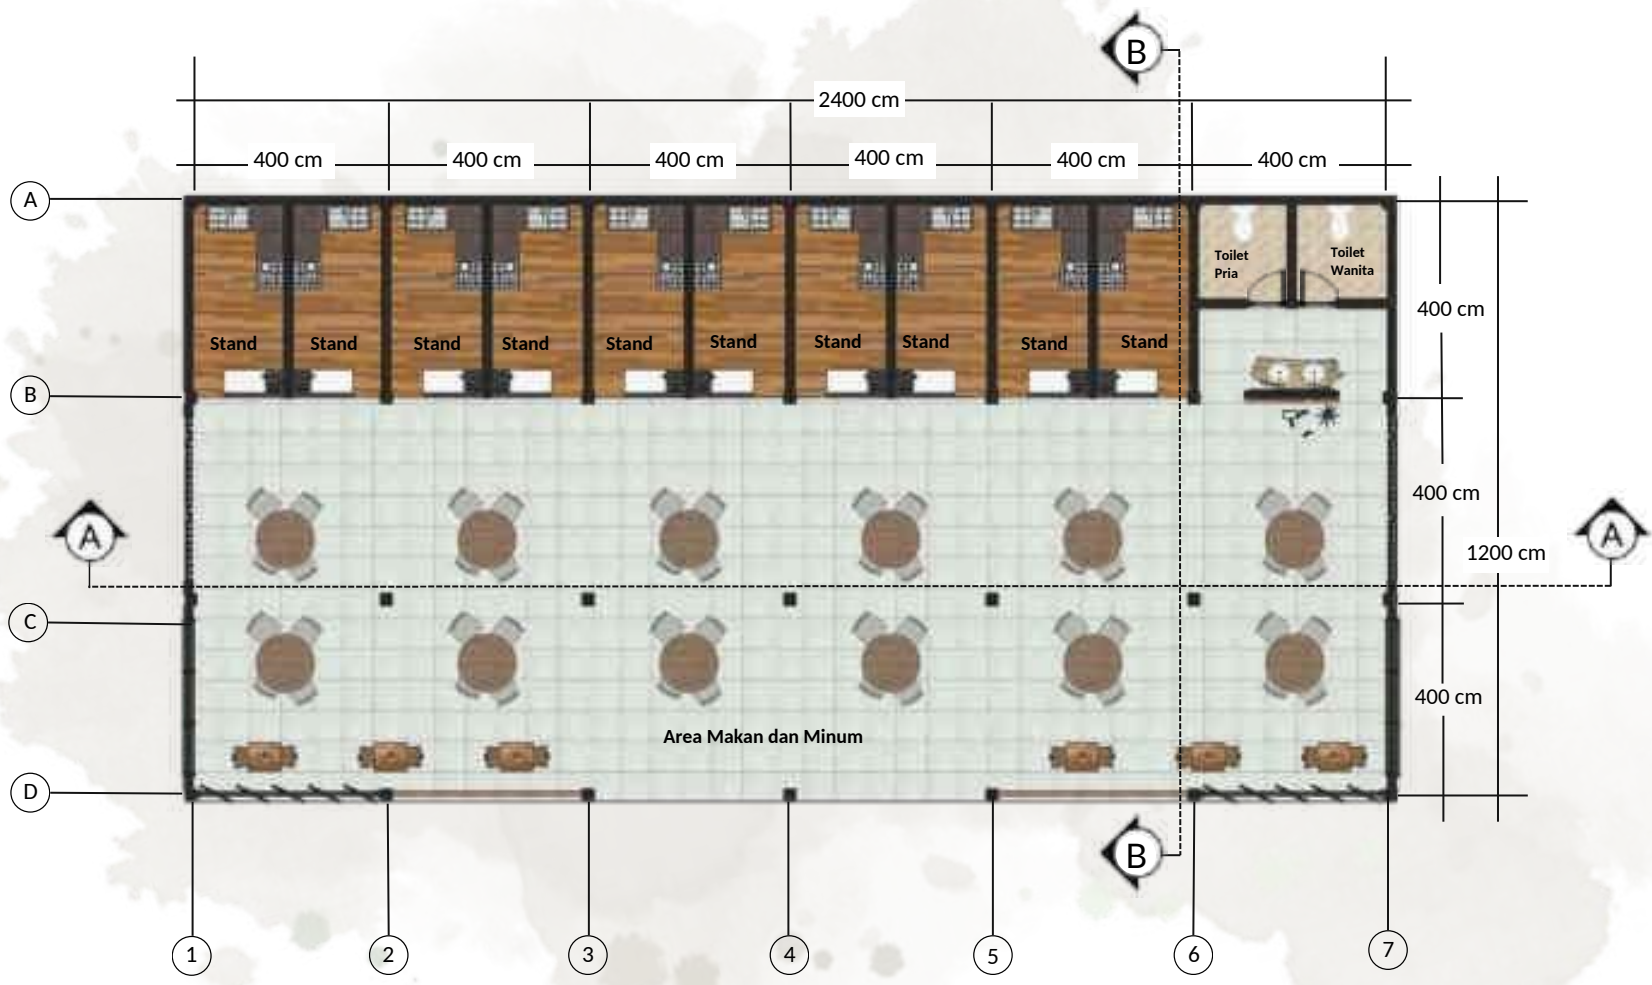 B
2400 cm
400 cm 400 cm 400 cm 400 cm 400 cm 400 cm
A
Toilet
Pria
Toilet
Wanita
400 cm
Stand Stand Stand Stand Stand Stand Stand Stand Stand Stand
B
400 cm
A
A
1200 cm
C
400 cm
Area Makan dan Minum
D
B
1 2 3 4 5 6 7